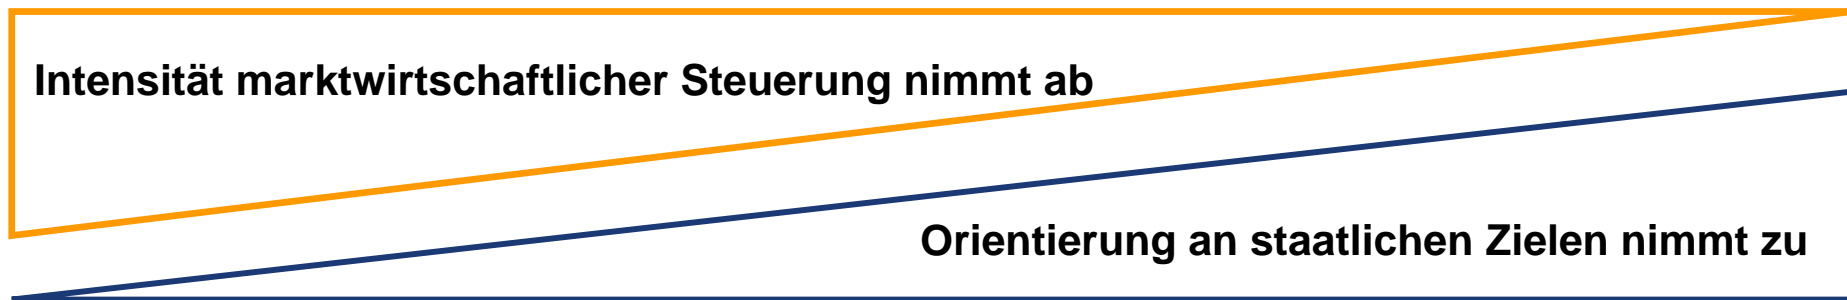 Intensität marktwirtschaftlicher Steuerung nimmt ab
Orientierung an staatlichen Zielen nimmt zu